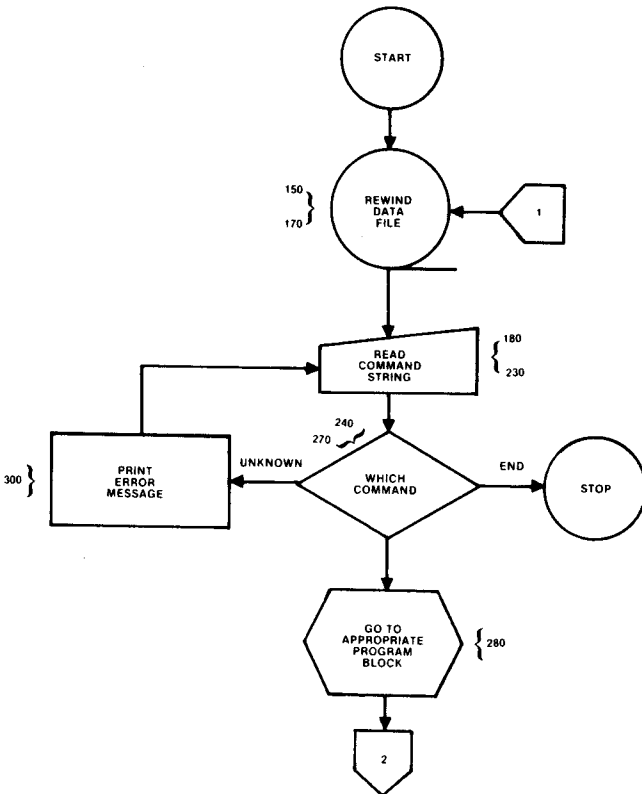 START
150
170
REWIND
DATA
FILE
1
READ
COMMAND
STRING
180
230
240
270
UNKNOWN
PRINT
ERROR
MESSAGE
300
WHICH
COMMAND
END
STOP
GO TO
APPROPRIATE
PROGRAM
BLOCK
280
2